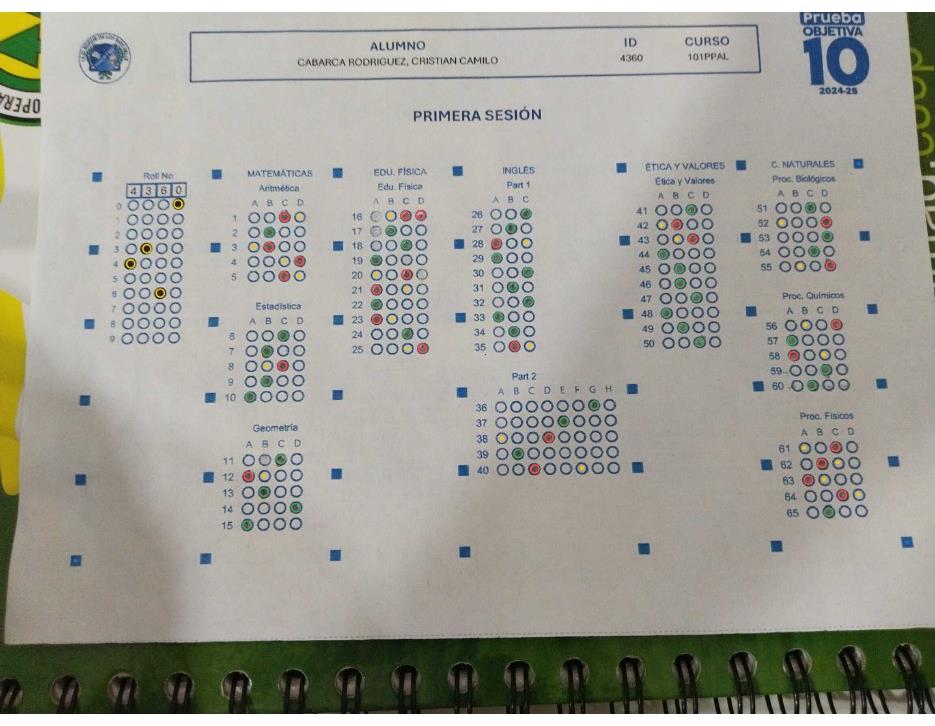 Prueba
OBJETIVA
10
2024-25
ALUMNO ID CURSO
CABARCA RODRIGUEZ, CRISTIAN CAMILO 4360 101PPAL
PRIMERA SESIÓN
Roll No
4 3 6 0
0
1
2
3
4
5
6
7
8
9
MATEMÁTICAS
Aritmética
A B C D
1
2
3
4
5
Estadística
A B C D
6
7
8
9
10
Geometría
A B C D
11
12
13
14
15
EDU. FÍSICA
Edu. Física
A B C D
16
17
18
19
20
21
22
23
24
25
INGLÉS
Part 1
A B C
26
27
28
29
30
31
32
33
34
35
Part 2
A B C D E F G H
36
37
38
39
40
ÉTICA Y VALORES
Ética y Valores
A B C D
41
42
43
44
45
46
47
48
49
50
C. NATURALES
Proc. Biológicos
A B C D
51
52
53
54
55
Proc. Químicos
A B C D
56
57
58
59
60
Proc. Físicos
A B C D
61
62
63
64
65